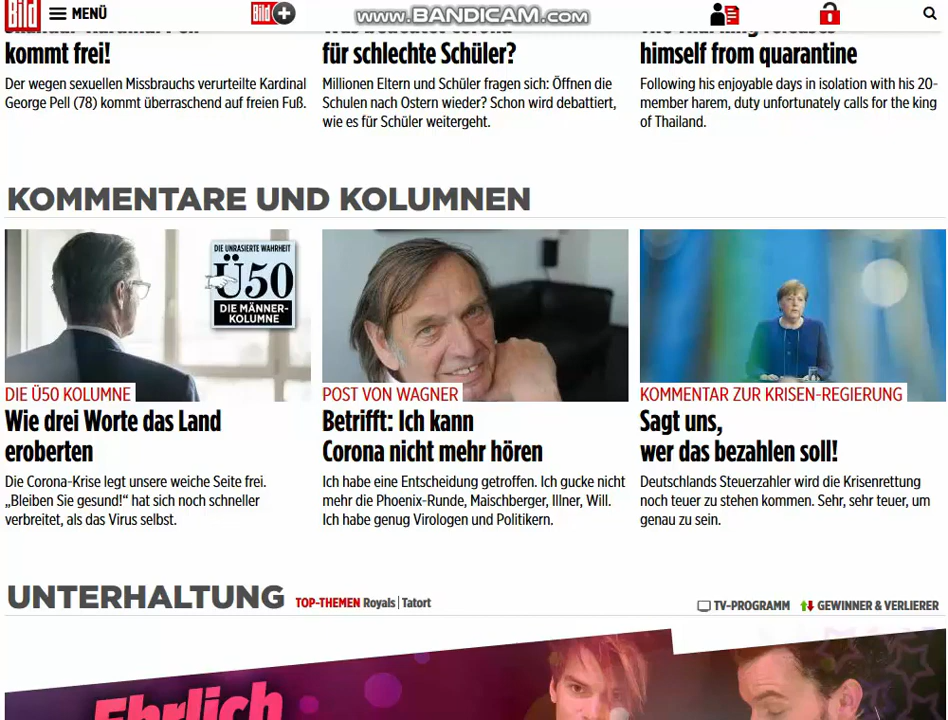 Bild
MENÜ
Bild
www.BANDICAM.com
kommt frei!
Der wegen sexuellen Missbrauchs verurteilte Kardinal
George Pell (78) kommt überraschend auf freien Fuß.
für schlechte Schüler?
Millionen Eltern und Schüler fragen sich: Öffnen die
Schulen nach Ostern wieder? Schon wird debattiert,
wie es für Schüler weitergeht.
himself from quarantine
Following his enjoyable days in isolation with his 20-
member harem, duty unfortunately calls for the king
of Thailand.
KOMMENTARE UND KOLUMNEN
DIE UNRASIERTE WAHRHEIT
Ü50
DIE MÄNNER-
KOLUMNE
DIE Ü50 KOLUMNE
Wie drei Worte das Land
eroberten
Die Corona-Krise legt unsere weiche Seite frei.
„Bleiben Sie gesund!“ hat sich noch schneller
verbreitet, als das Virus selbst.
POST VON WAGNER
Betrifft: Ich kann
Corona nicht mehr hören
Ich habe eine Entscheidung getroffen. Ich gucke nicht
mehr die Phoenix-Runde, Maischberger, Illner, Will.
Ich habe genug Virologen und Politikern.
KOMMENTAR ZUR KRISEN-REGIERUNG
Sagt uns,
wer das bezahlen soll!
Deutschlands Steuerzahler wird die Krisenrettung
noch teuer zu stehen kommen. Sehr, sehr teuer, um
genau zu sein.
UNTERHALTUNG
TOP-THEMEN Royals | Tatort
TV-PROGRAMM
GEWINNER & VERLIERER
Ehrlich